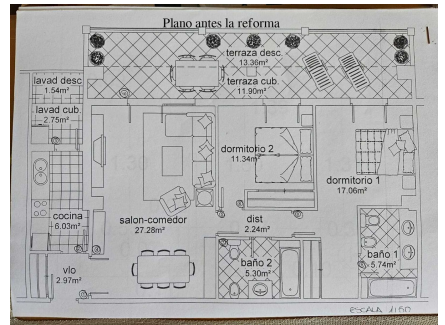 Plano antes la reforma
terraza desc.
13.36m²
terraza cub.
11.90m²
lavad desc.
1.54m²
lavad cub.
2.75m²
dormitorio 2
11.34m²
dormitorio 1
17.06m²
cocina
6.03m²
salon-comedor
27.28m²
dist
2.24m²
vlo
2.97m²
baño 2
5.30m²
baño 1
5.74m²
ESCALA 1/50